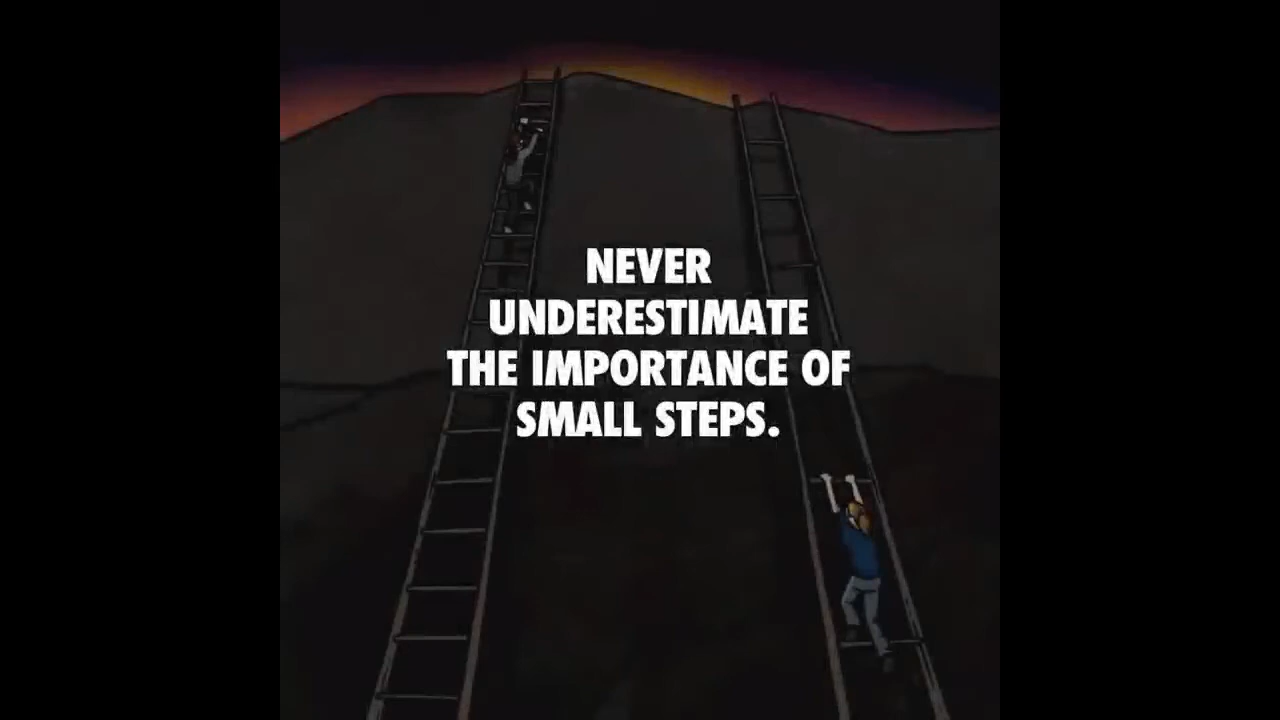 NEVER
UNDERESTIMATE
THE IMPORTANCE OF
SMALL STEPS.